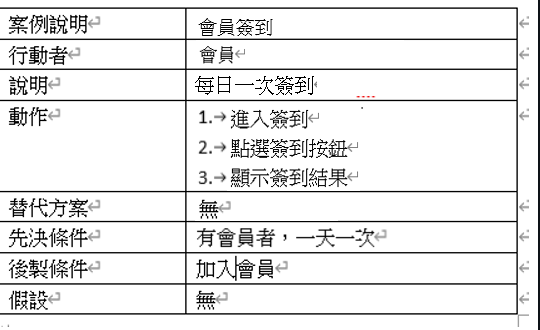 案例說明 會員簽到
行動者 會員
說明 每日一次簽到
動作 1. 進入簽到
2. 點選簽到按鈕
3. 顯示簽到結果
替代方案 無
先決條件 有會員者，一天一次
後製條件 加入會員
假設 無